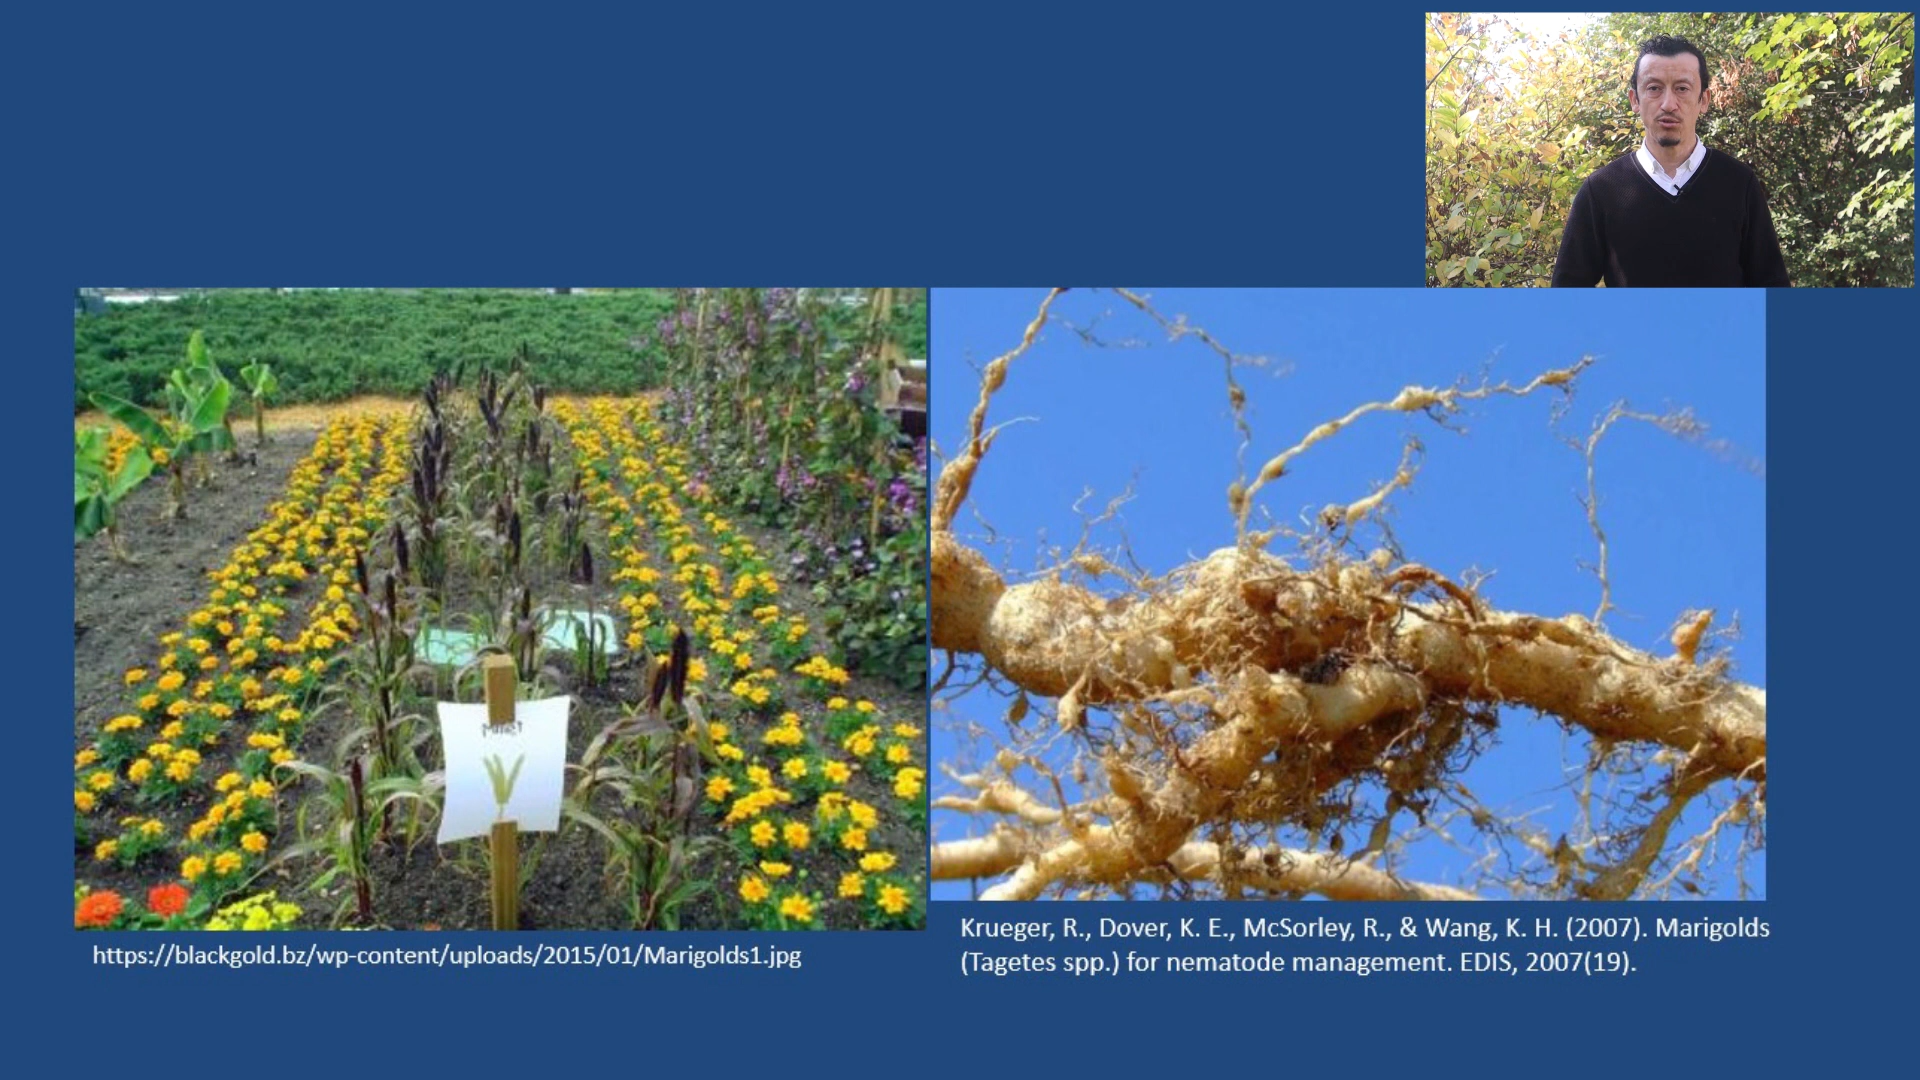 Millet
https://blackgold.bz/wp-content/uploads/2015/01/Marigolds1.jpg
Krueger, R., Dover, K. E., McSorley, R., & Wang, K. H. (2007). Marigolds
(Tagetes spp.) for nematode management. EDIS, 2007(19).